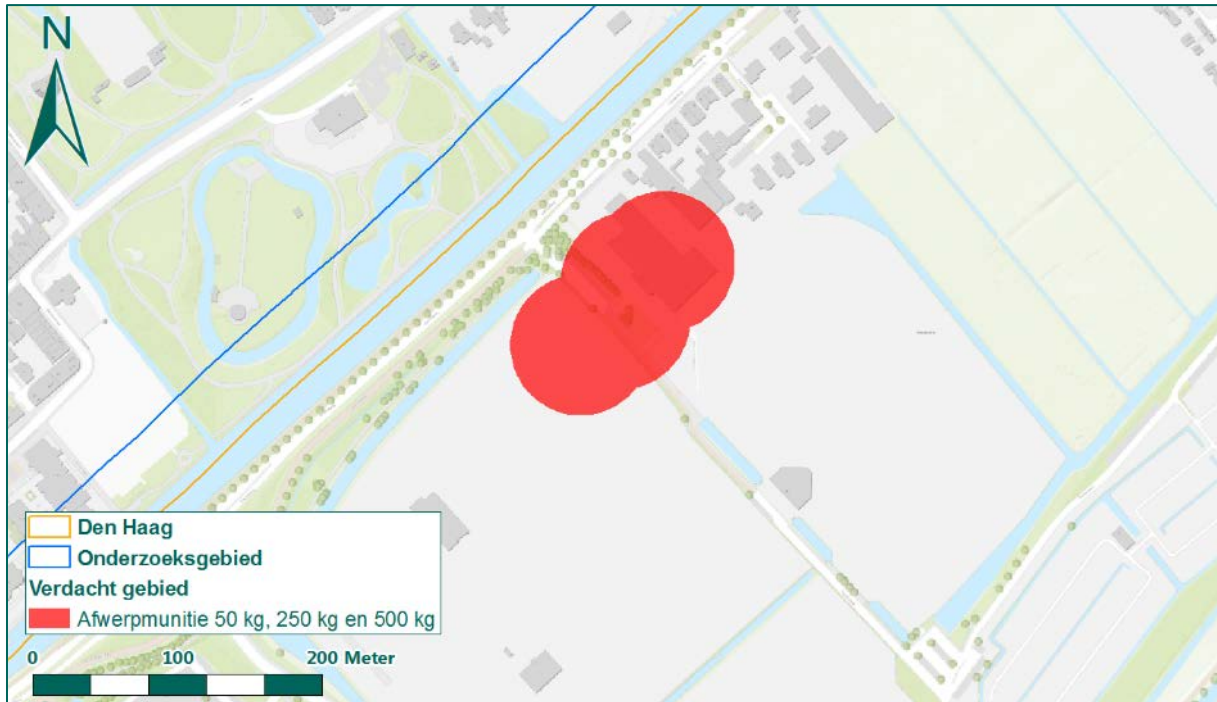 N
Den Haag
Onderzoeksgebied
Verdacht gebied
Afwerpmunitie 50 kg, 250 kg en 500 kg
0 100 200 Meter